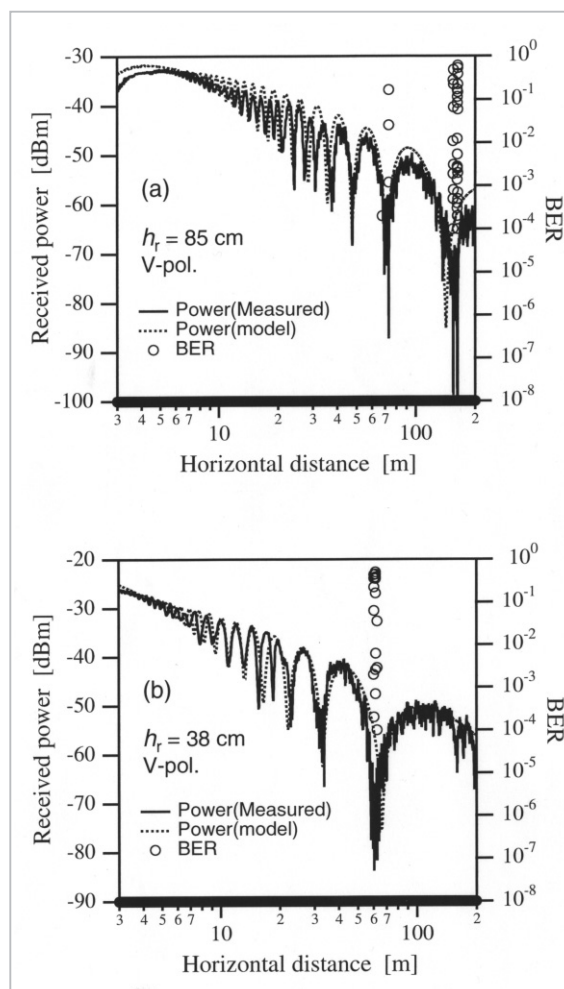 -30
-40
-50
-60
-70
-80
-90
-100
Received power [dBm]
(a)
hr = 85 cm
V-pol.
Power(Measured)
Power(model)
BER
10^0
10^-1
10^-2
10^-3
10^-4
10^-5
10^-6
10^-7
10^-8
BER
3 4 5 6 7 10 2 3 4 5 6 7 100 2
Horizontal distance [m]
-20
-30
-40
-50
-60
-70
-80
-90
Received power [dBm]
(b)
hr = 38 cm
V-pol.
Power(Measured)
Power(model)
BER
10^0
10^-1
10^-2
10^-3
10^-4
10^-5
10^-6
10^-7
10^-8
BER
3 4 5 6 7 10 2 3 4 5 6 7 100 2
Horizontal distance [m]